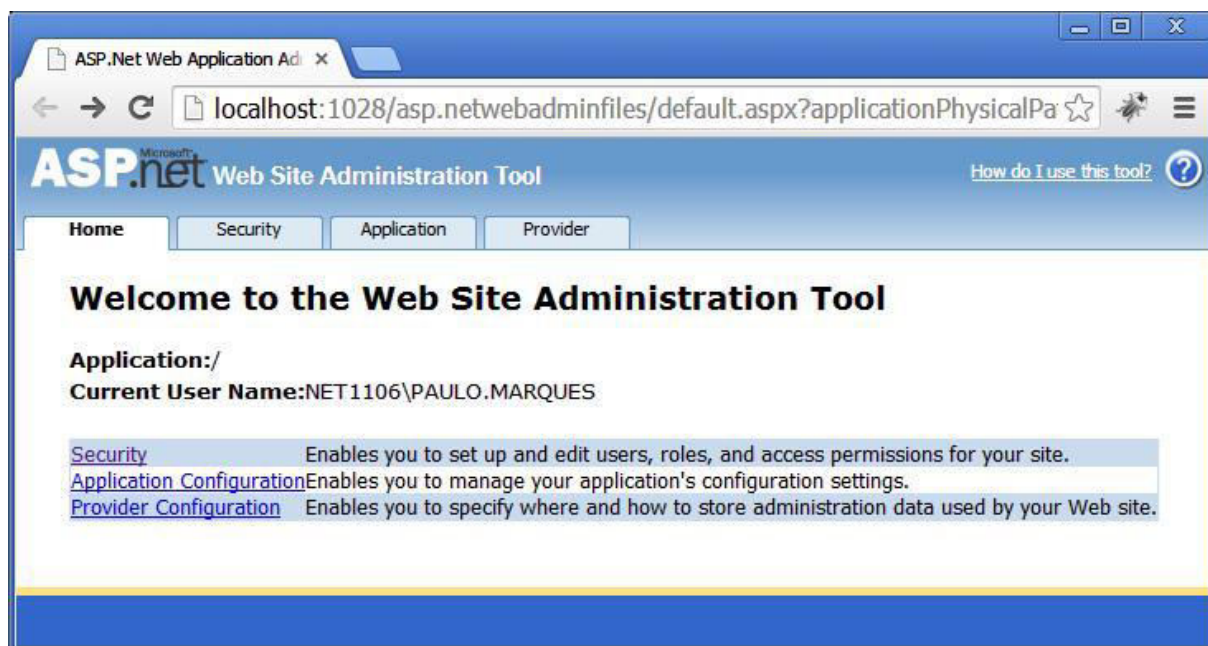 ASP.Net Web Application Ad
localhost:1028/asp.netwebadminfiles/default.aspx?applicationPhysicalPa
Microsoft
ASP.net Web Site Administration Tool
How do I use this tool?
Home Security Application Provider
Welcome to the Web Site Administration Tool
Application:/
Current User Name:NET1106\PAULO.MARQUES
Security Enables you to set up and edit users, roles, and access permissions for your site.
Application Configuration Enables you to manage your application's configuration settings.
Provider Configuration Enables you to specify where and how to store administration data used by your Web site.